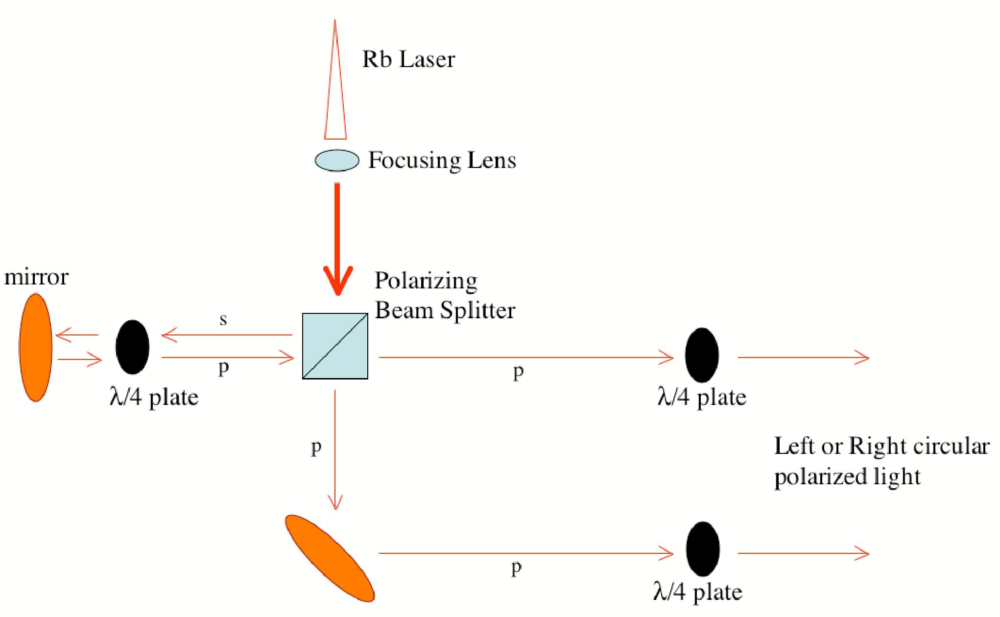 Rb Laser
Focusing Lens
mirror
Polarizing
Beam Splitter
s
p
p
λ/4 plate
λ/4 plate
p
Left or Right circular
polarized light
p
λ/4 plate